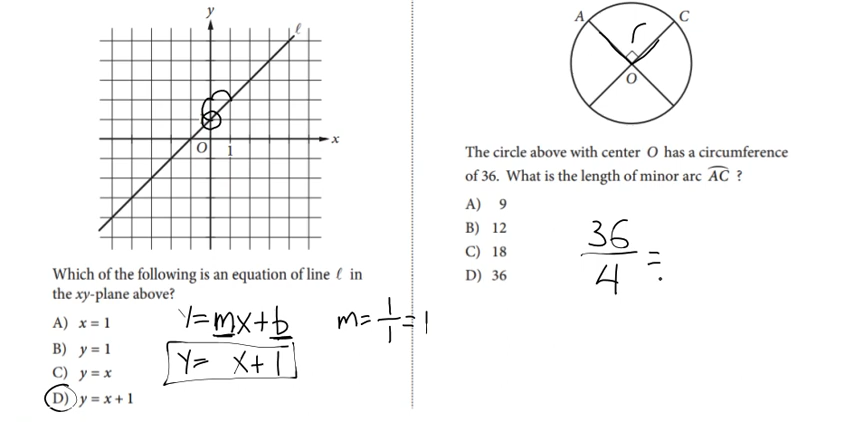 y
ℓ
x
O
1
Which of the following is an equation of line ℓ in
the xy-plane above?
A) x = 1
B) y = 1
C) y = x
D) y = x + 1
y=mx+b
m=1/1=1
y= x+1
A
C
r
O
The circle above with center O has a circumference
of 36. What is the length of minor arc AC ?
A) 9
B) 12
C) 18
D) 36
36/4 =